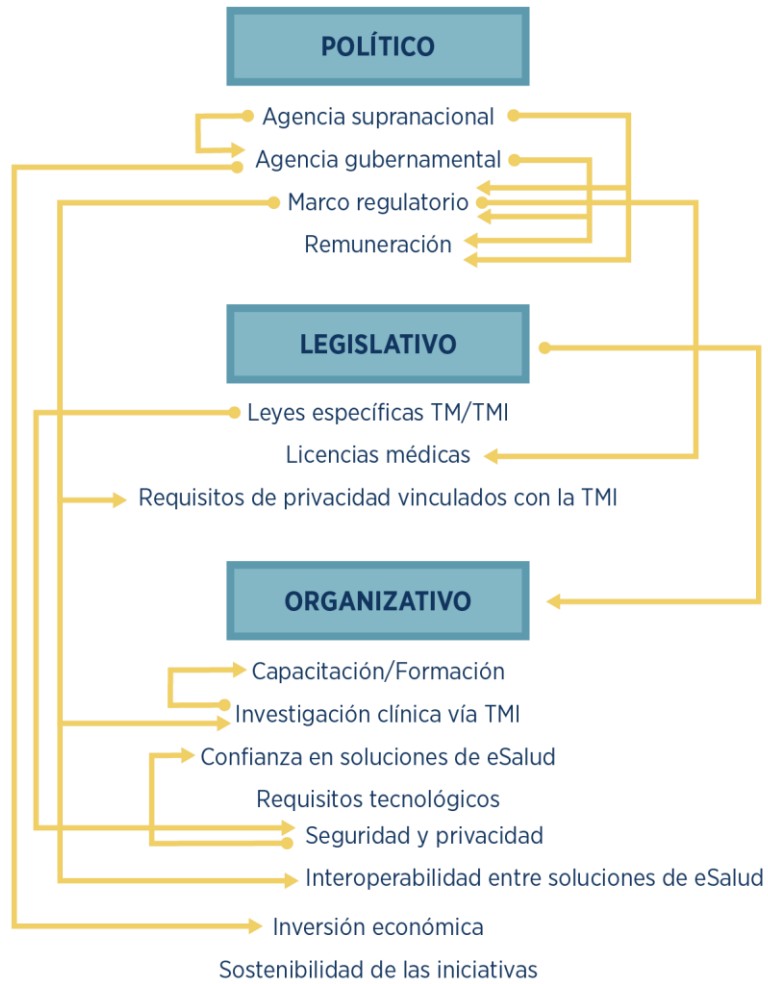 POLÍTICO
Agencia supranacional
Agencia gubernamental
Marco regulatorio
Remuneración
LEGISLATIVO
Leyes específicas TM/TMI
Licencias médicas
Requisitos de privacidad vinculados con la TMI
ORGANIZATIVO
Capacitación/Formación
Investigación clínica vía TMI
Confianza en soluciones de eSalud
Requisitos tecnológicos
Seguridad y privacidad
Interoperabilidad entre soluciones de eSalud
Inversión económica
Sostenibilidad de las iniciativas